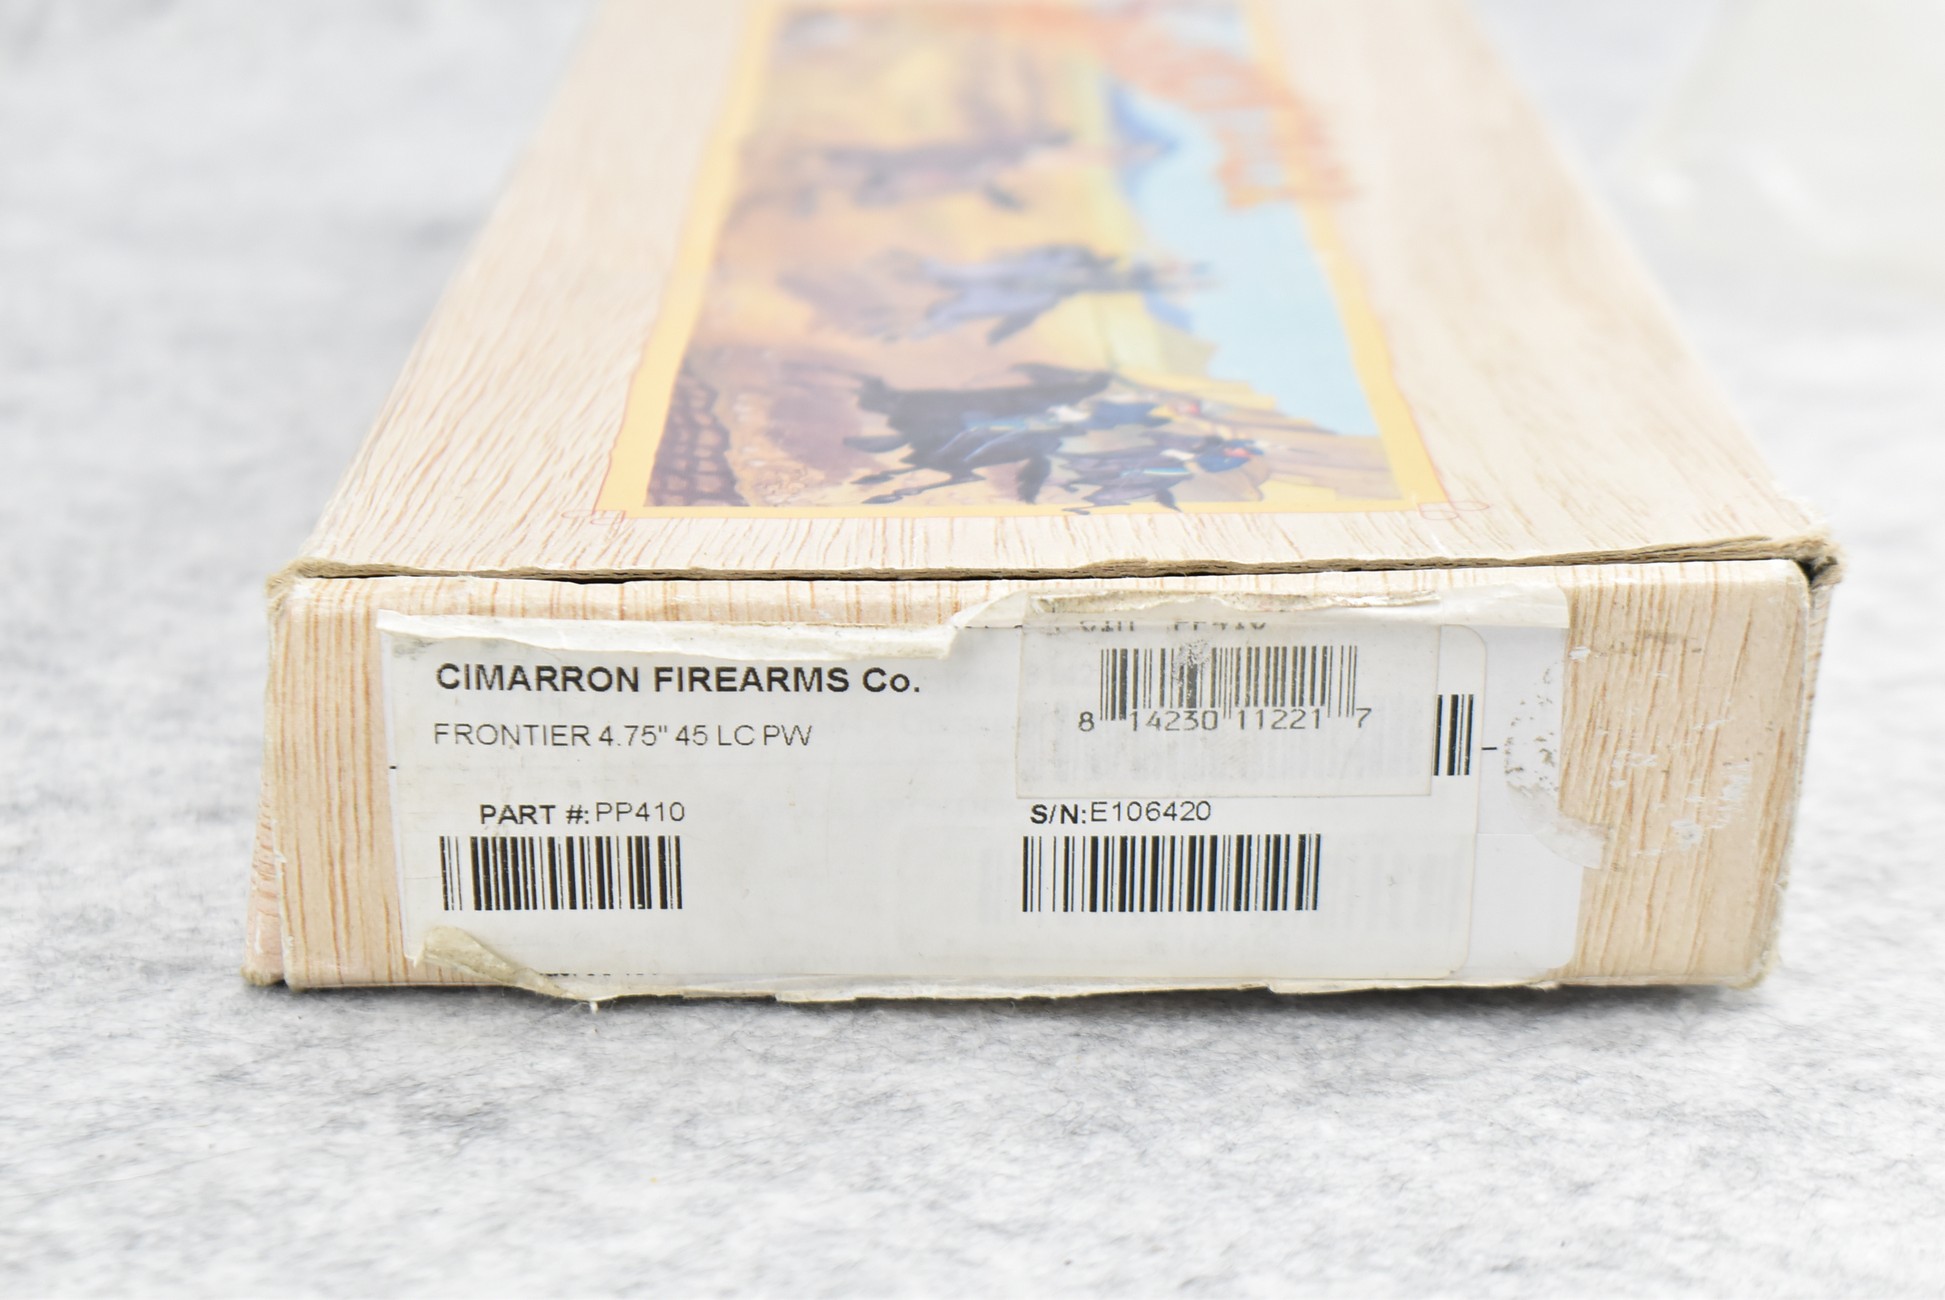 CIMARRON FIREARMS Co.
FRONTIER 4.75" 45 LC PW
8 14230 11221 7
PART #: PP410
S/N: E106420